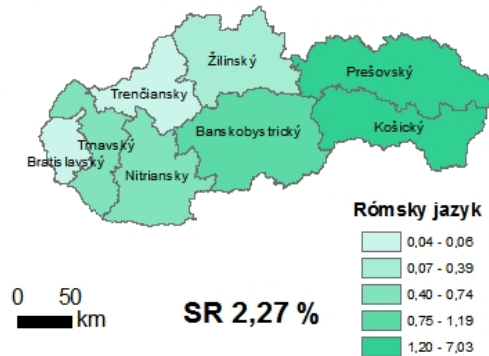 Žilinský
Prešovský
Trenčiansky
Košický
Banskobystrický
Trnavský
Bratislavský
Nitriansky
Rómsky jazyk
0,04 - 0,06
0,07 - 0,39
0,40 - 0,74
0,75 - 1,19
1,20 - 7,03
0 50
km
SR 2,27 %